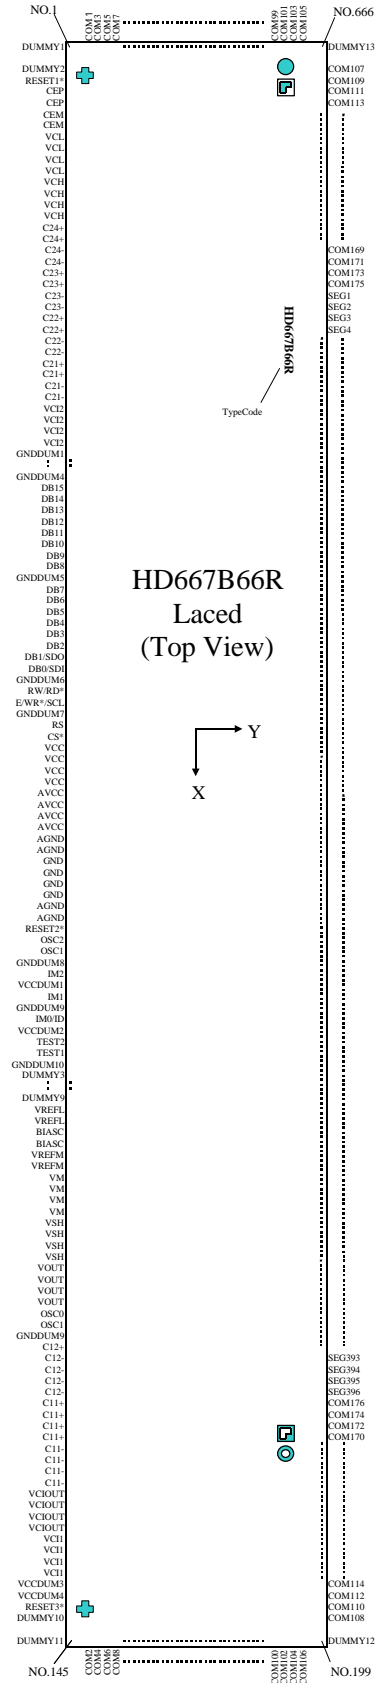 NO.1
COM 1
COM3
COM5
COM7
COM99
COM101
COM103
COM105
NO.666
DUMMY1
DUMMY2
RESET1*
CEP
CEP
CEM
CEM
VCL
VCL
VCL
VCL
VCH
VCH
VCH
VCH
C24+
C24+
C24-
C24-
C23+
C23+
C23-
C23-
C22+
C22+
C22-
C22-
C21+
C21+
C21-
C21-
VCI2
VCI2
VCI2
VCI2
GNDDUM1
GNDDUM4
DB15
DB14
DB13
DB12
DB11
DB10
DB9
DB8
GNDDUM5
DB7
DB6
DB5
DB4
DB3
DB2
DB1/SDO
DB0/SDI
GNDDUM6
RW/RD*
E/WR*/SCL
GNDDUM7
RS
CS*
VCC
VCC
VCC
VCC
AVCC
AVCC
AVCC
AVCC
AGND
AGND
GND
GND
GND
GND
AGND
AGND
RESET2*
OSC2
OSC1
GNDDUM8
IM2
VCCDUM1
IM1
GNDDUM9
IM0/ID
VCCDUM2
TEST2
TEST1
GNDDUM10
DUMMY3
DUMMY9
VREFL
VREFL
BIASC
BIASC
VREFM
VREFM
VM
VM
VM
VM
VSH
VSH
VSH
VSH
VOUT
VOUT
VOUT
VOUT
OSC0
OSC1
GNDDUM9
C12+
C12-
C12-
C12-
C12-
C11+
C11+
C11+
C11+
C11-
C11-
C11-
C11-
VCIOUT
VCIOUT
VCIOUT
VCIOUT
VCI1
VCI1
VCI1
VCI1
VCCDUM3
VCCDUM4
RESET3*
DUMMY10
DUMMY11
HD667B66R
TypeCode
HD667B66R
Laced
(Top View)
Y
X
DUMMY13
COM107
COM109
COM111
COM113
COM169
COM171
COM173
COM175
SEG1
SEG2
SEG3
SEG4
SEG393
SEG394
SEG395
SEG396
COM176
COM174
COM172
COM170
COM114
COM112
COM110
COM108
DUMMY12
NO.145
COM2
COM4
COM6
COM8
COM100
COM102
COM104
COM106
NO.199